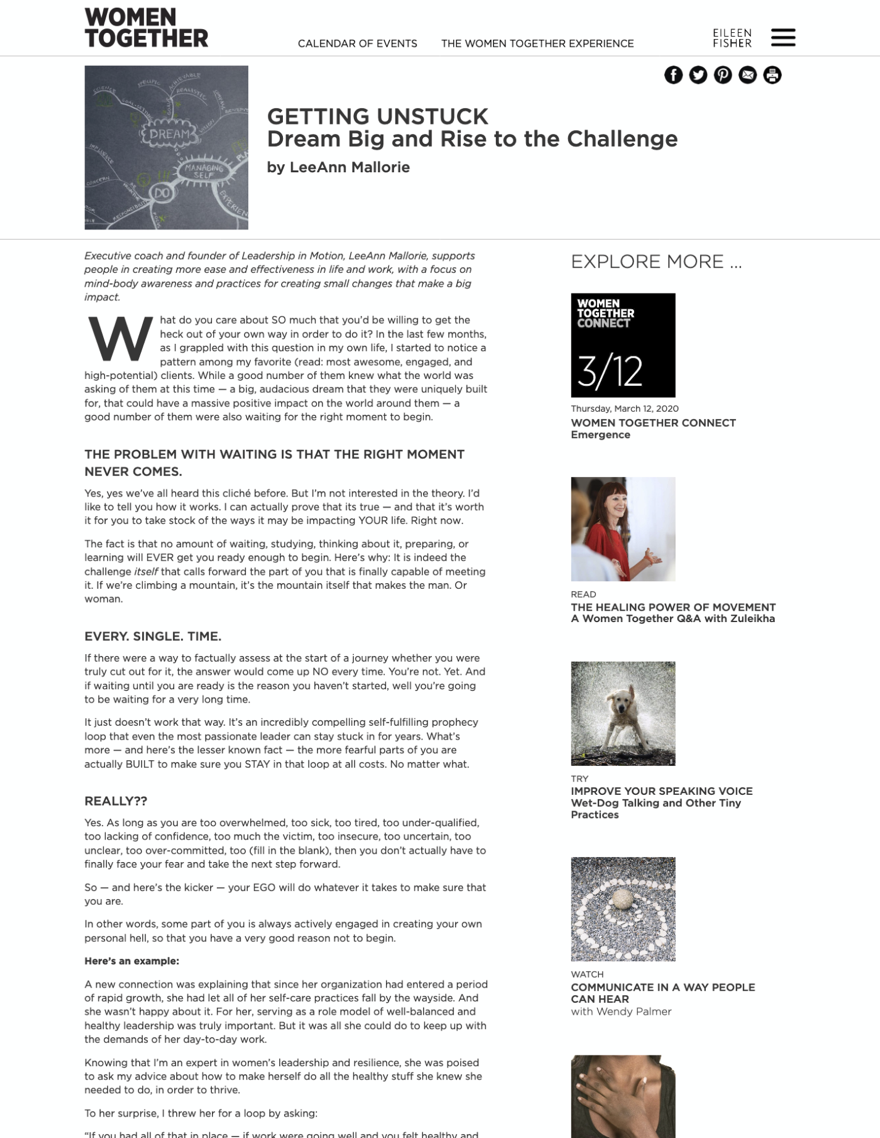 WOMEN
TOGETHER
CALENDAR OF EVENTS
THE WOMEN TOGETHER EXPERIENCE
EILEEN
FISHER
DREAM
MANAGING
SELF
DO
GETTING UNSTUCK
Dream Big and Rise to the Challenge
by LeeAnn Mallorie
Executive coach and founder of Leadership in Motion, LeeAnn Mallorie, supports
people in creating more ease and effectiveness in life and work, with a focus on
mind-body awareness and practices for creating small changes that make a big
impact.
What do you care about SO much that you'd be willing to get the
heck out of your own way in order to do it? In the last few months,
as I grappled with this question in my own life, I started to notice a
pattern among my favorite (read: most awesome, engaged, and
high-potential) clients. While a good number of them knew what the world was
asking of them at this time — a big, audacious dream that they were uniquely built
for, that could have a massive positive impact on the world around them — a
good number of them were also waiting for the right moment to begin.
THE PROBLEM WITH WAITING IS THAT THE RIGHT MOMENT
NEVER COMES.
Yes, yes we've all heard this cliché before. But I'm not interested in the theory. I'd
like to tell you how it works. I can actually prove that its true — and that it's worth
it for you to take stock of the ways it may be impacting YOUR life. Right now.
The fact is that no amount of waiting, studying, thinking about it, preparing, or
learning will EVER get you ready enough to begin. Here's why: It is indeed the
challenge itself that calls forward the part of you that is finally capable of meeting
it. If we're climbing a mountain, it's the mountain itself that makes the man. Or
woman.
EVERY. SINGLE. TIME.
If there were a way to factually assess at the start of a journey whether you were
truly cut out for it, the answer would come up NO every time. You're not. Yet. And
if waiting until you are ready is the reason you haven't started, well you're going
to be waiting for a very long time.
It just doesn't work that way. It's an incredibly compelling self-fulfilling prophecy
loop that even the most passionate leader can stay stuck in for years. What's
more — and here's the lesser known fact — the more fearful parts of you are
actually BUILT to make sure you STAY in that loop at all costs. No matter what.
REALLY??
Yes. As long as you are too overwhelmed, too sick, too tired, too under-qualified,
too lacking of confidence, too much the victim, too insecure, too uncertain, too
unclear, too over-committed, too (fill in the blank), then you don't actually have to
finally face your fear and take the next step forward.
So — and here's the kicker — your EGO will do whatever it takes to make sure that
you are.
In other words, some part of you is always actively engaged in creating your own
personal hell, so that you have a very good reason not to begin.
Here's an example:
A new connection was explaining that since her organization had entered a period
of rapid growth, she had let all of her self-care practices fall by the wayside. And
she wasn't happy about it. For her, serving as a role model of well-balanced and
healthy leadership was truly important. But it was all she could do to keep up with
the demands of her day-to-day work.
Knowing that I'm an expert in women's leadership and resilience, she was poised
to ask my advice about how to make herself do all the healthy stuff she knew she
needed to do, in order to thrive.
To her surprise, I threw her for a loop by asking:
"If you had all of that in place — if work were going well and you felt healthy and
EXPLORE MORE ...
WOMEN
TOGETHER
CONNECT
3/12
Thursday, March 12, 2020
WOMEN TOGETHER CONNECT
Emergence
READ
THE HEALING POWER OF MOVEMENT
A Women Together Q&A with Zuleikha
TRY
IMPROVE YOUR SPEAKING VOICE
Wet-Dog Talking and Other Tiny
Practices
WATCH
COMMUNICATE IN A WAY PEOPLE
CAN HEAR
with Wendy Palmer